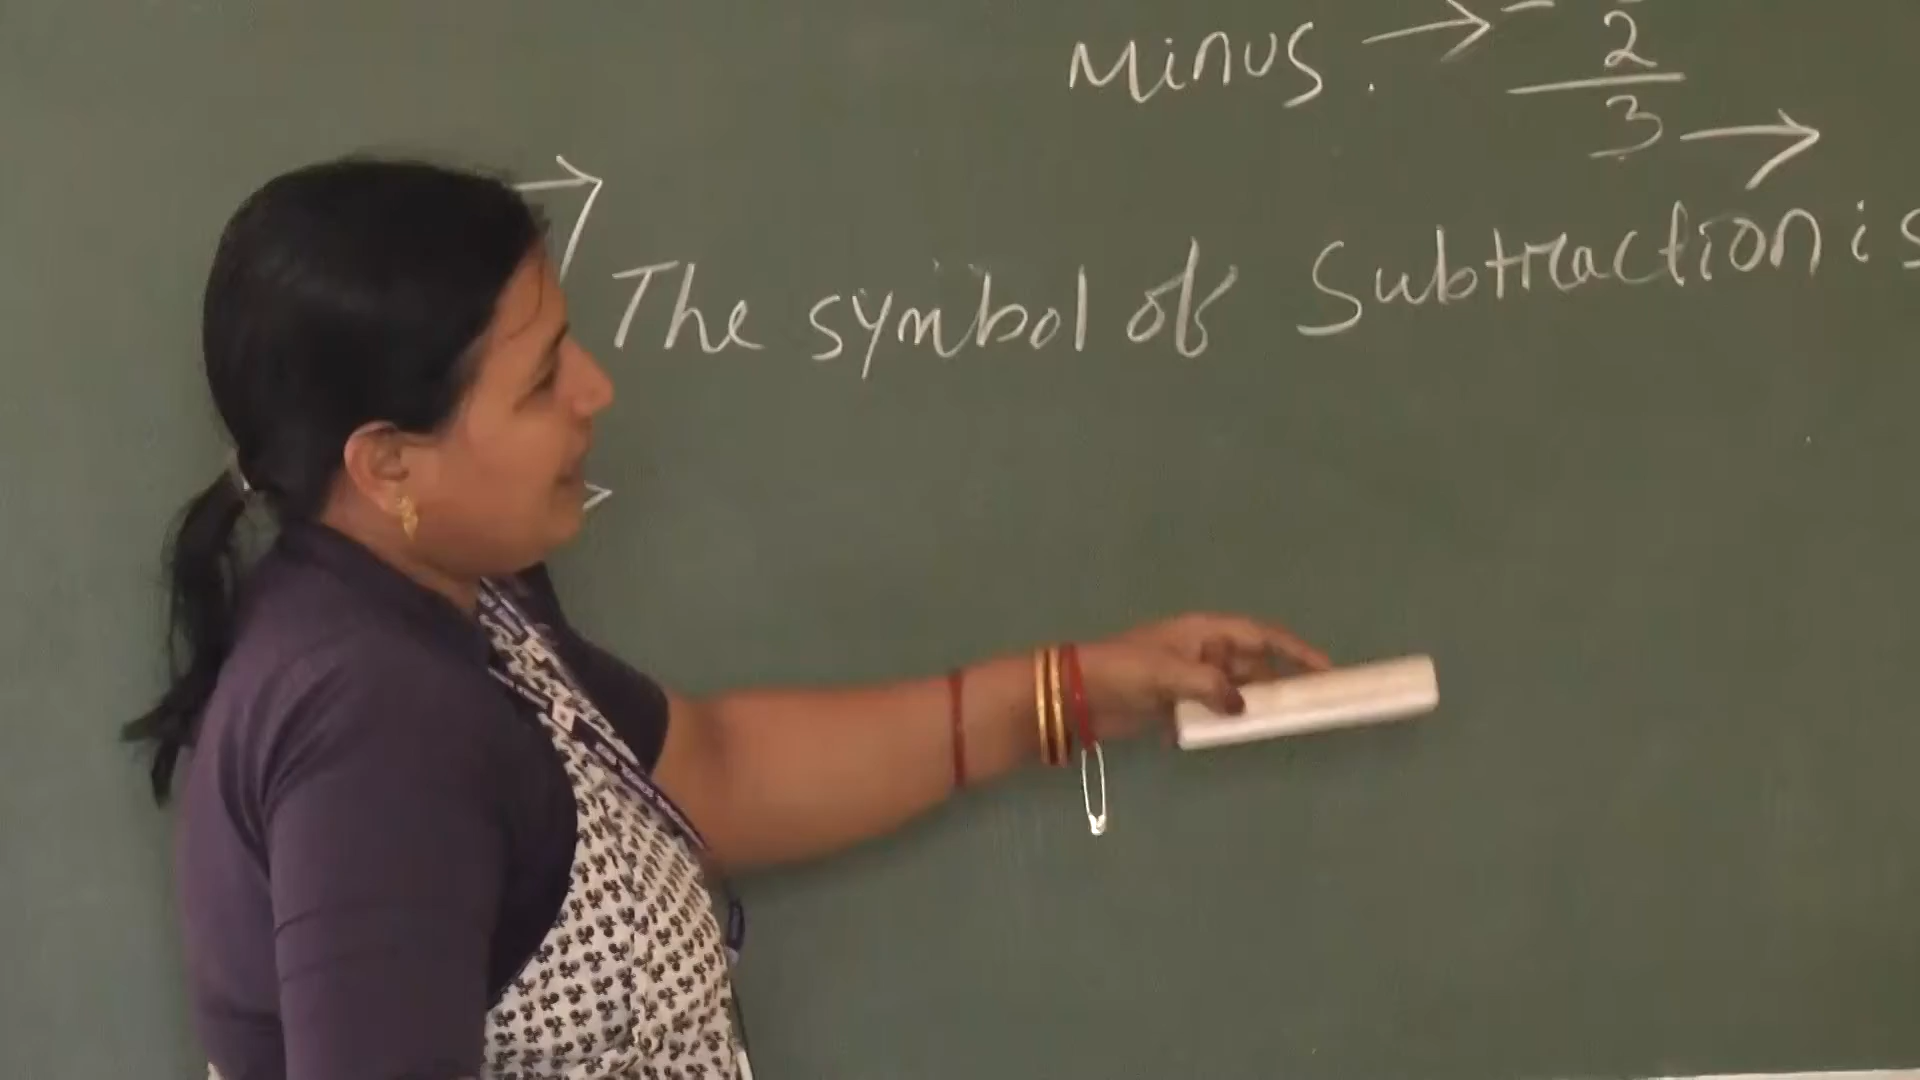 Minus. → - 2
3 →
The symbol of Subtraction is